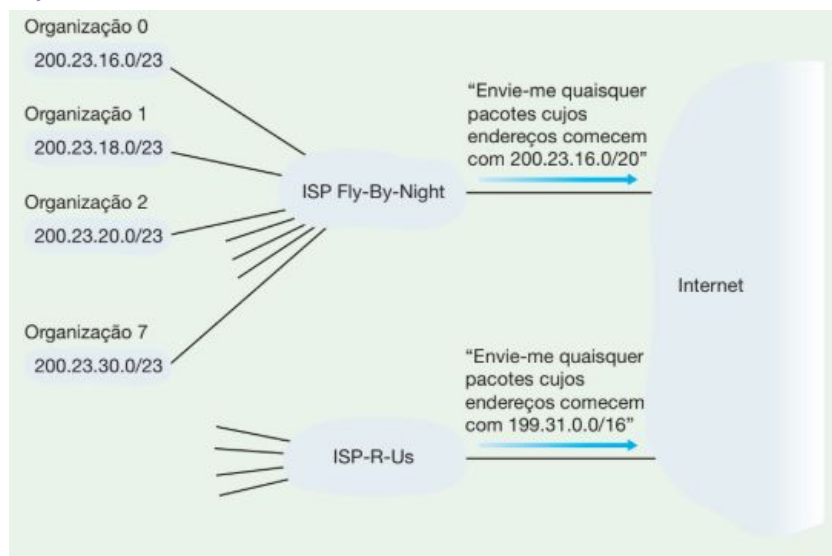 Organização 0
200.23.16.0/23
Organização 1
200.23.18.0/23
Organização 2
200.23.20.0/23
Organização 7
200.23.30.0/23
ISP Fly-By-Night
“Envie-me quaisquer
pacotes cujos
endereços comecem
com 200.23.16.0/20”
Internet
“Envie-me quaisquer
pacotes cujos
endereços comecem
com 199.31.0.0/16”
ISP-R-Us